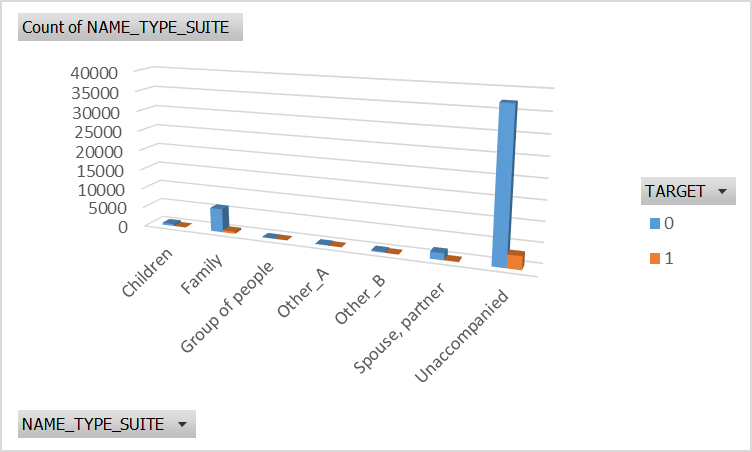 Count of NAME_TYPE_SUITE
40000
35000
30000
25000
20000
15000
10000
5000
0
Children
Family
Group of people
Other_A
Other_B
Spouse, partner
Unaccompanied
TARGET
0
1
NAME_TYPE_SUITE